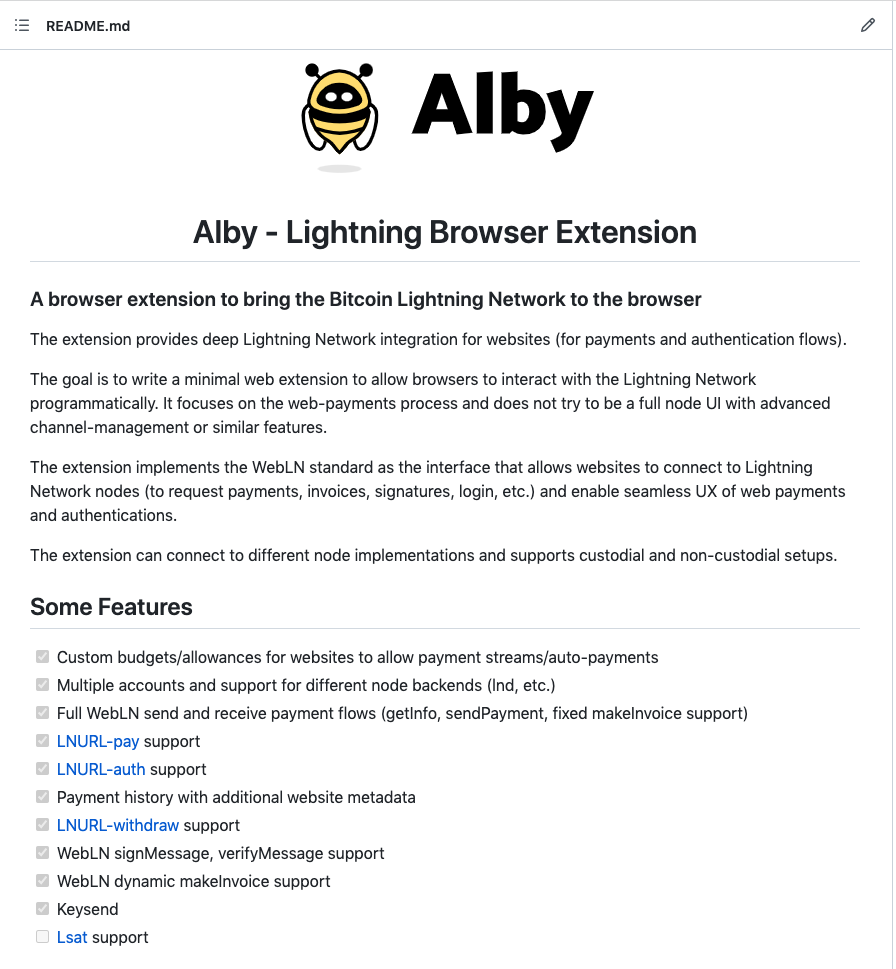 README.md
Alby
Alby - Lightning Browser Extension
A browser extension to bring the Bitcoin Lightning Network to the browser
The extension provides deep Lightning Network integration for websites (for payments and authentication flows).
The goal is to write a minimal web extension to allow browsers to interact with the Lightning Network
programmatically. It focuses on the web-payments process and does not try to be a full node UI with advanced
channel-management or similar features.
The extension implements the WebLN standard as the interface that allows websites to connect to Lightning
Network nodes (to request payments, invoices, signatures, login, etc.) and enable seamless UX of web payments
and authentications.
The extension can connect to different node implementations and supports custodial and non-custodial setups.
Some Features
Custom budgets/allowances for websites to allow payment streams/auto-payments
Multiple accounts and support for different node backends (lnd, etc.)
Full WebLN send and receive payment flows (getInfo, sendPayment, fixed makeInvoice support)
LNURL-pay support
LNURL-auth support
Payment history with additional website metadata
LNURL-withdraw support
WebLN signMessage, verifyMessage support
WebLN dynamic makeInvoice support
Keysend
Lsat support